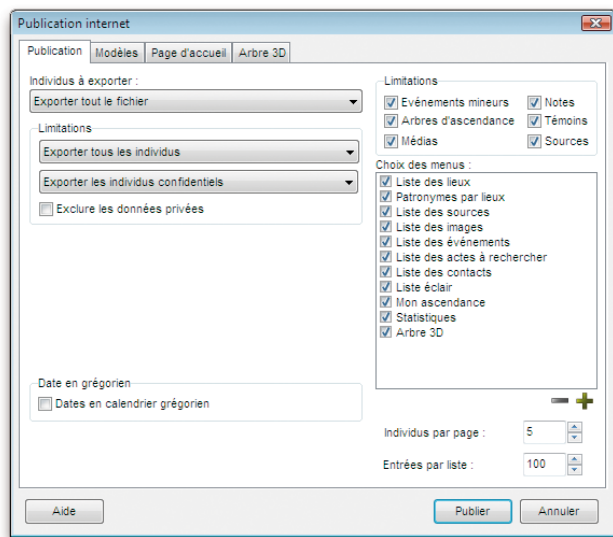 Publication internet
Publication Modèles Page d'accueil Arbre 3D
Individus à exporter :
Exporter tout le fichier
Limitations
Exporter tous les individus
Exporter les individus confidentiels
Exclure les données privées
Date en grégorien
Dates en calendrier grégorien
Limitations
Evénements mineurs Notes
Arbres d'ascendance Témoins
Médias Sources
Choix des menus :
Liste des lieux
Patronymes par lieux
Liste des sources
Liste des images
Liste des événements
Liste des actes à rechercher
Liste des contacts
Liste éclair
Mon ascendance
Statistiques
Arbre 3D
Individus par page : 5
Entrées par liste : 100
Aide Publier Annuler